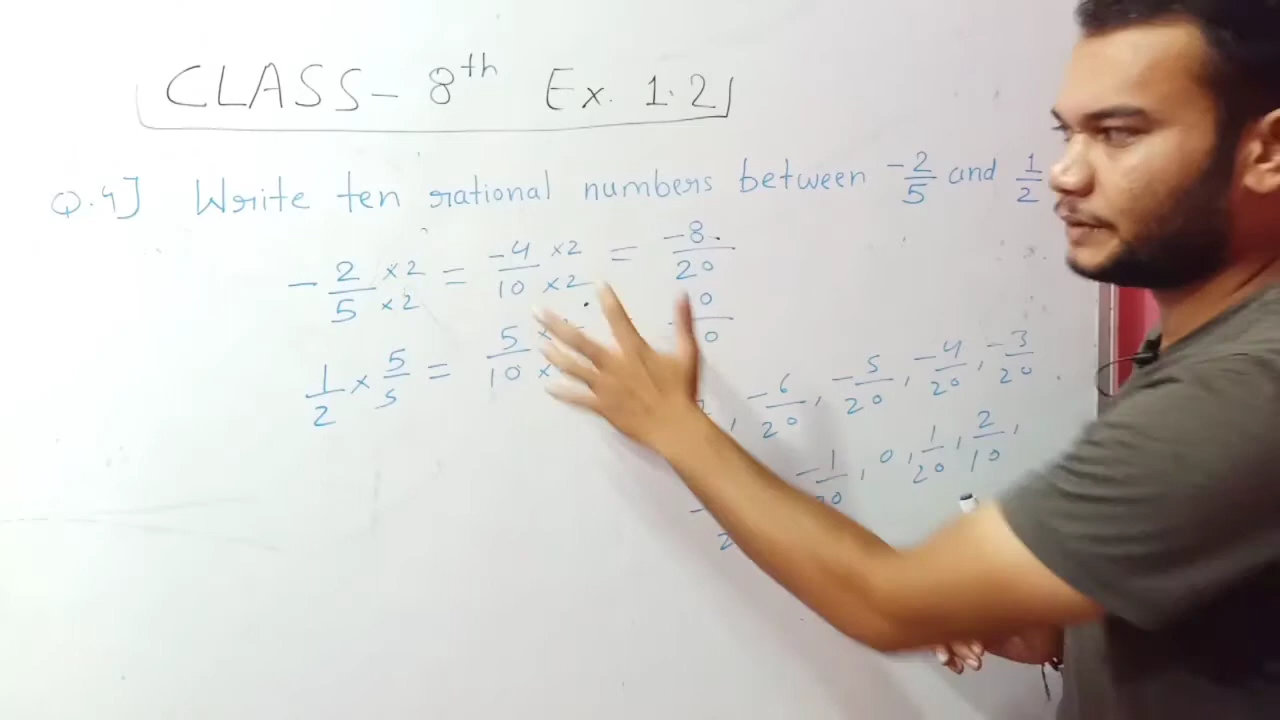 CLASS- 8th Ex. 1.2
Q.4] Write ten rational numbers between -2/5 and 1/2
-2/5 ×2/×2 = -4/10 ×2/×2 = -8/20
1/2 × 5/5 = 5/10
-6/20, -5/20, -4/20, -3/20
-1/20, 0, 1/20, 2/10,